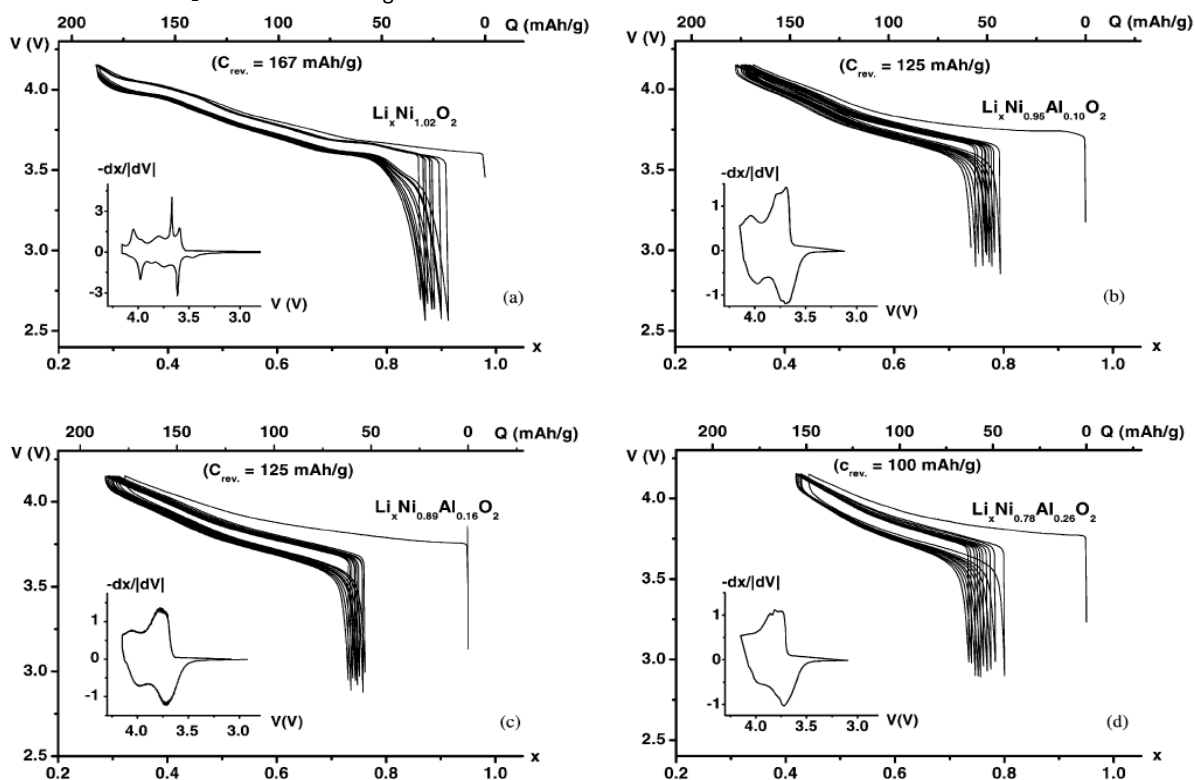 200 150 100 50 0 Q (mAh/g)
V (V)
(C_rev. = 167 mAh/g)
Li_xNi_1.02O_2
4.0
3.5
3.0
2.5
-dx/|dV|
3
0
-3
4.0 3.5 3.0
V (V)
(a)
0.2 0.4 0.6 0.8 1.0 x
200 150 100 50 0 Q (mAh/g)
V (V)
(C_rev. = 125 mAh/g)
Li_xNi_0.95Al_0.10O_2
4.0
3.5
3.0
2.5
-dx/|dV|
1
0
-1
4.0 3.5 3.0
V(V)
(b)
0.2 0.4 0.6 0.8 1.0 x
200 150 100 50 0 Q (mAh/g)
V (V)
(C_rev. = 125 mAh/g)
Li_xNi_0.89Al_0.16O_2
4.0
3.5
3.0
2.5
-dx/|dV|
1
0
-1
4.0 3.5 3.0
V(V)
(c)
0.2 0.4 0.6 0.8 1.0 x
200 150 100 50 0 Q (mAh/g)
V (V)
(c_rev. = 100 mAh/g)
Li_xNi_0.78Al_0.26O_2
4.0
3.5
3.0
2.4
-dx/|dV|
1
0
-1
4.0 3.5 3.0
V(V)
(d)
0.2 0.4 0.6 0.8 1.0 x